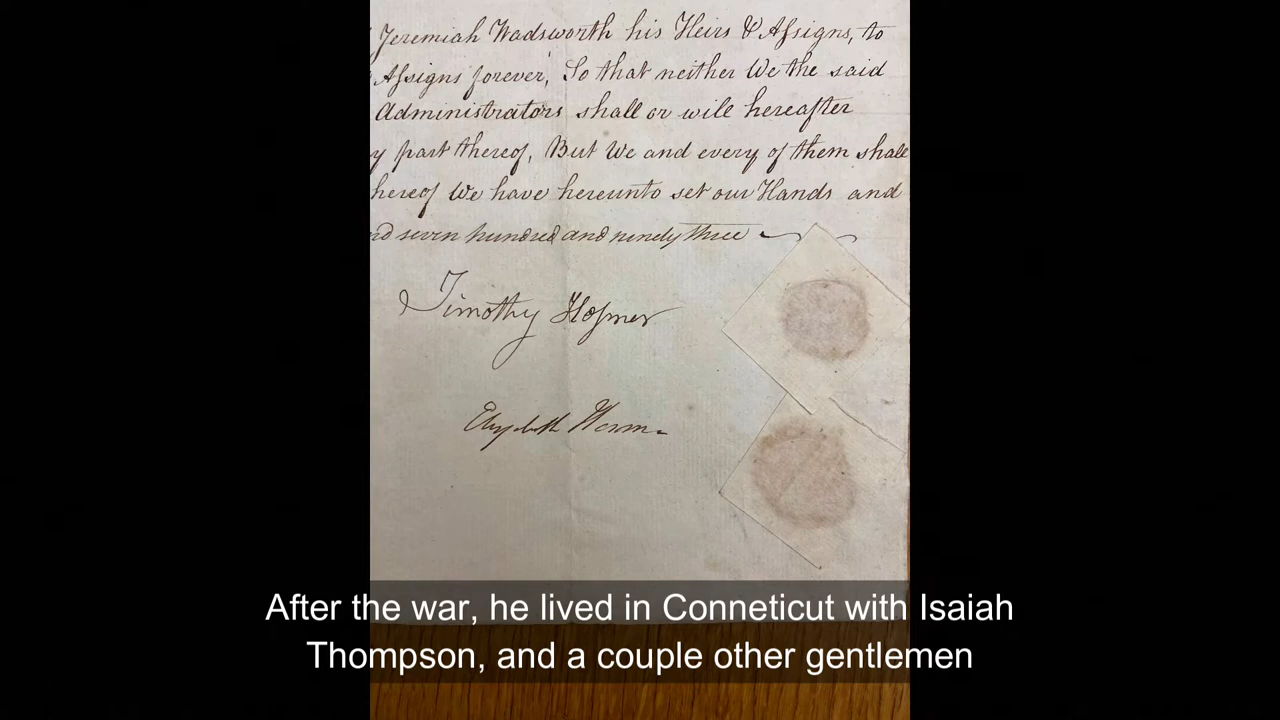 Jeremiah Wadsworth his Heirs & Assigns, to
Assigns forever, So that neither We the said
Administrators shall or will hereafter
y part thereof, But We and every of them shall
hereof We have hereunto set our Hands and
nd seven hundred and ninety three
Timothy Hosmer
Elizabeth
After the war, he lived in Conneticut with Isaiah
Thompson, and a couple other gentlemen